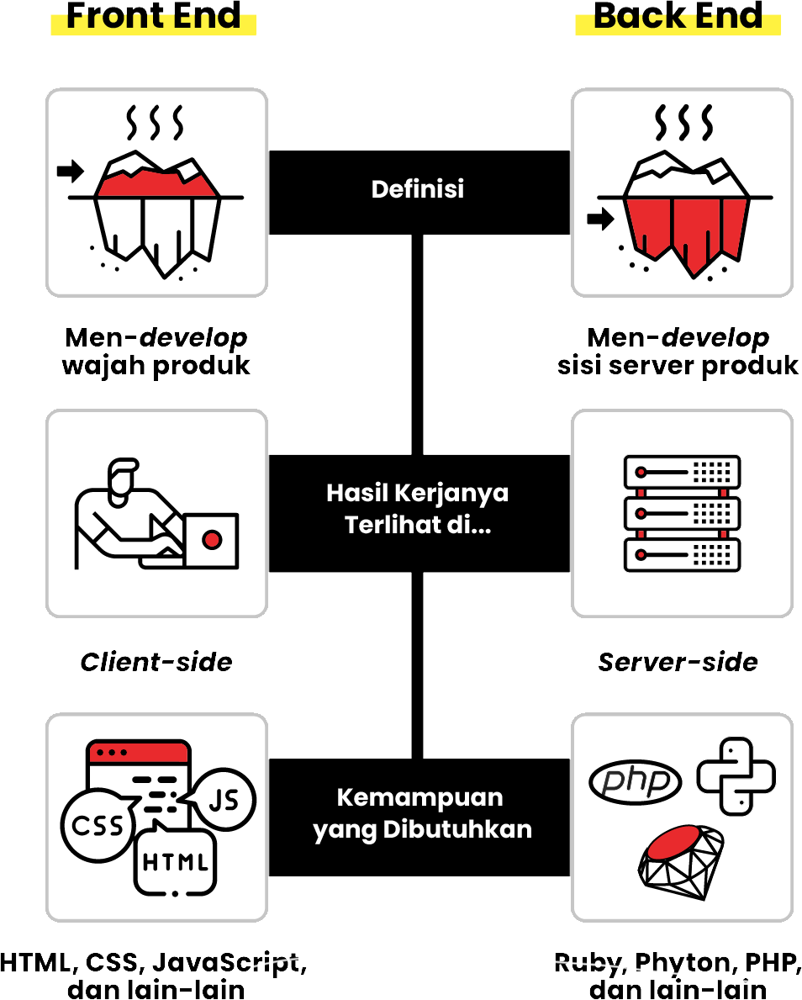 Front End
Back End
Definisi
Men-develop
wajah produk
Men-develop
sisi server produk
Hasil Kerjanya
Terlihat di...
Client-side
Server-side
Kemampuan
yang Dibutuhkan
CSS
JS
HTML
php
HTML, CSS, JavaScript,
dan lain-lain
Ruby, Phyton, PHP,
dan lain-lain